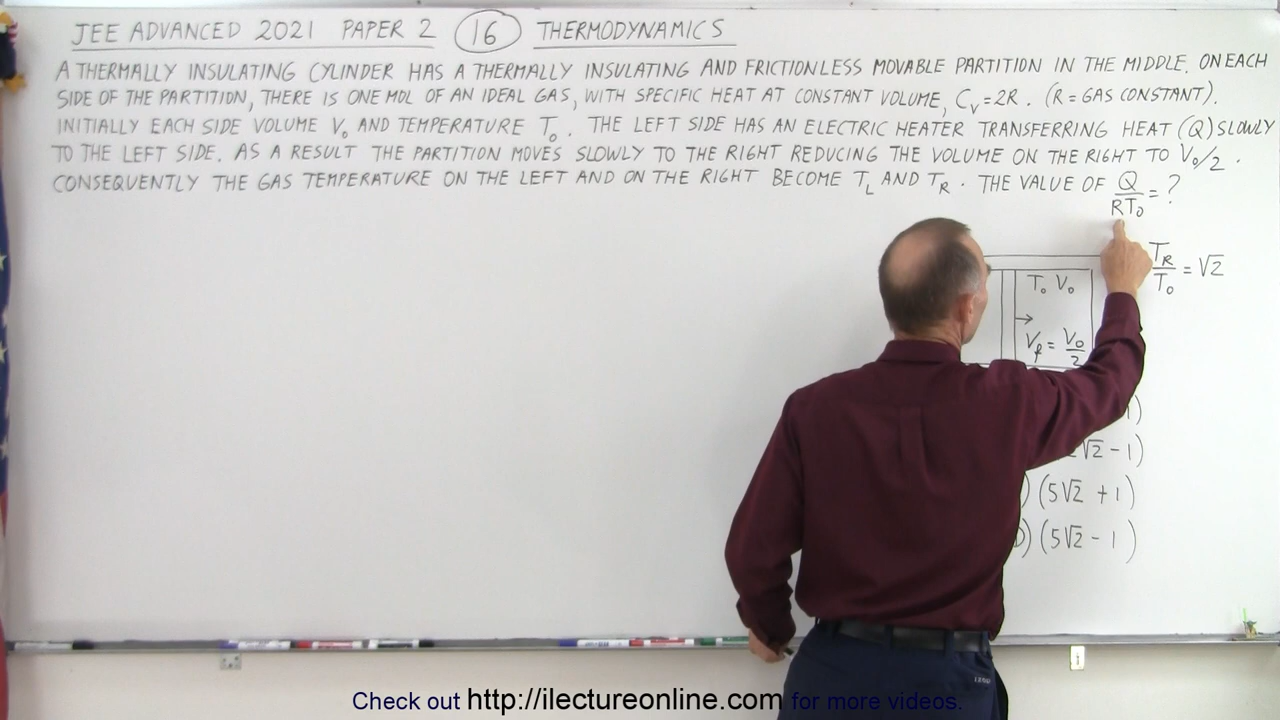 JEE ADVANCED 2021 PAPER 2 (16) THERMODYNAMICS
A THERMALLY INSULATING CYLINDER HAS A THERMALLY INSULATING AND FRICTIONLESS MOVABLE PARTITION IN THE MIDDLE. ON EACH
SIDE OF THE PARTITION, THERE IS ONE MOL OF AN IDEAL GAS, WITH SPECIFIC HEAT AT CONSTANT VOLUME, Cv=2R. (R=GAS CONSTANT).
INITIALLY EACH SIDE VOLUME V₀ AND TEMPERATURE T₀. THE LEFT SIDE HAS AN ELECTRIC HEATER TRANSFERRING HEAT (Q) SLOWLY
TO THE LEFT SIDE. AS A RESULT THE PARTITION MOVES SLOWLY TO THE RIGHT REDUCING THE VOLUME ON THE RIGHT TO V₀/2.
CONSEQUENTLY THE GAS TEMPERATURE ON THE LEFT AND ON THE RIGHT BECOME T_L AND T_R. THE VALUE OF Q/RT₀ = ?
T_R/T₀ = √2
T₀ V₀
→
V_f = V₀/2
1)
√2 - 1)
) (5√2 + 1)
D) (5√2 - 1)
Check out http://ilectureonline.com for more videos.